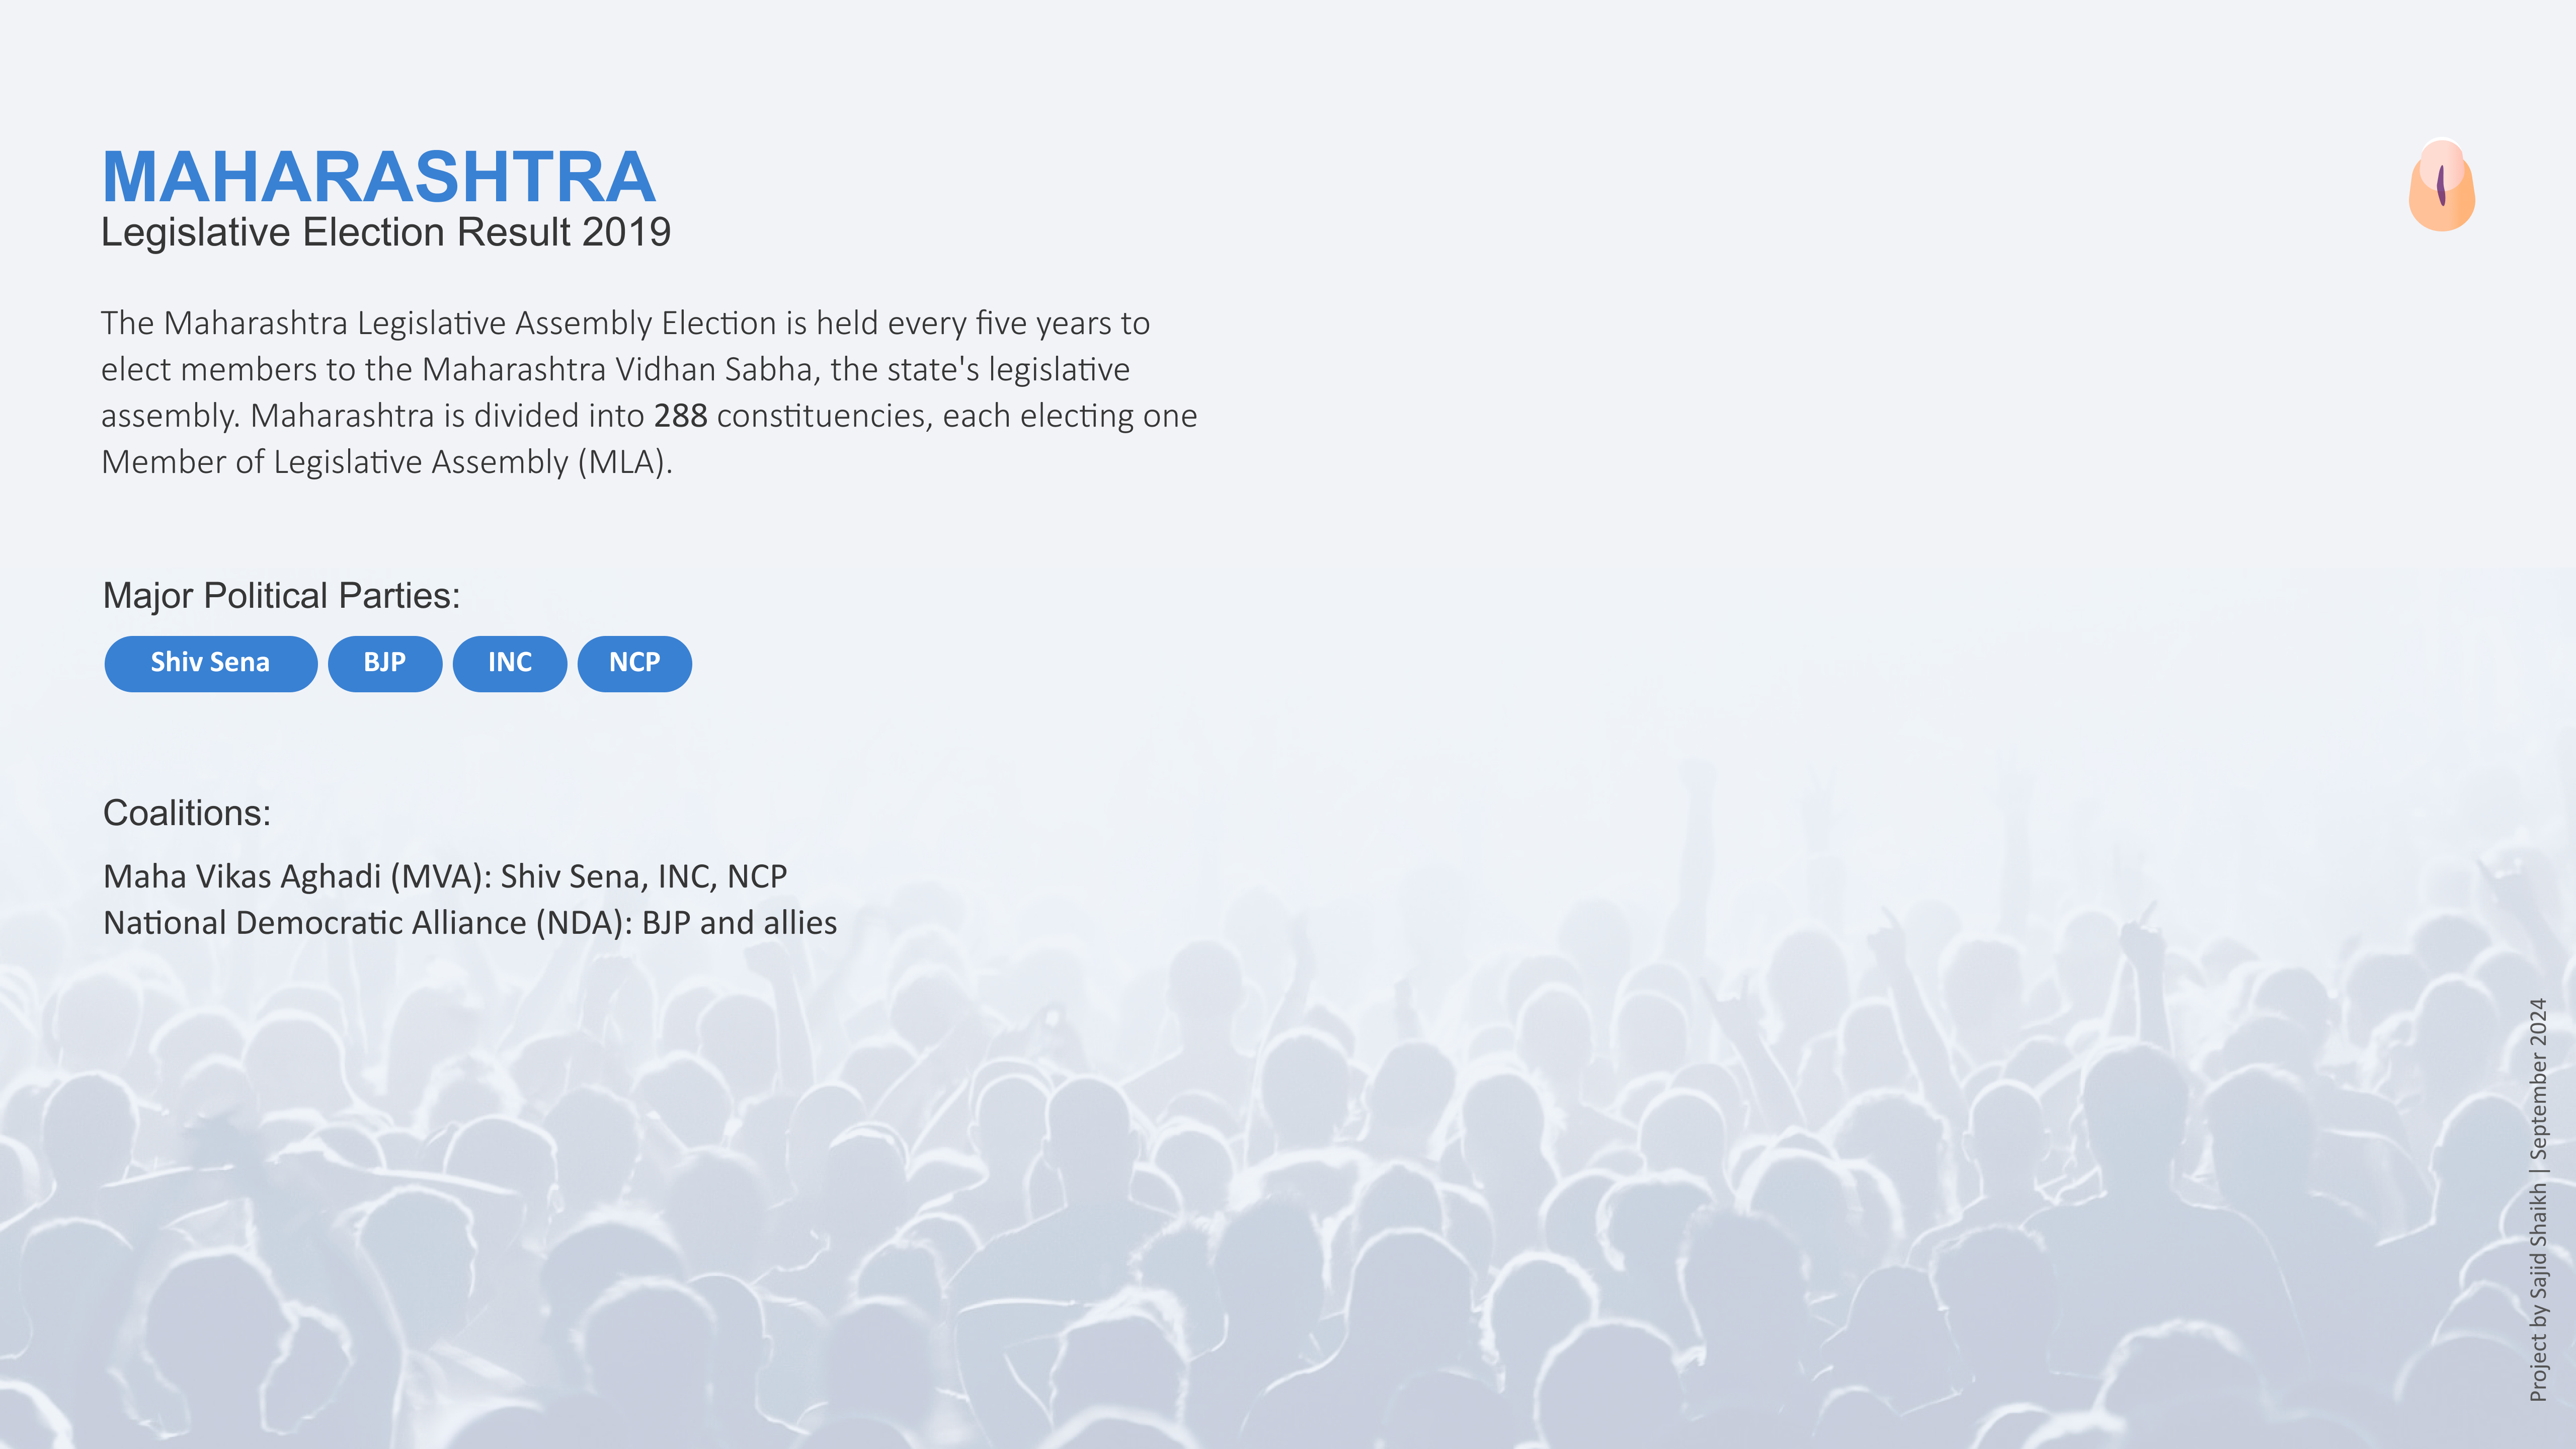 MAHARASHTRA
Legislative Election Result 2019
The Maharashtra Legislative Assembly Election is held every five years to
elect members to the Maharashtra Vidhan Sabha, the state's legislative
assembly. Maharashtra is divided into 288 constituencies, each electing one
Member of Legislative Assembly (MLA).
Major Political Parties:
Shiv Sena BJP INC NCP
Coalitions:
Maha Vikas Aghadi (MVA): Shiv Sena, INC, NCP
National Democratic Alliance (NDA): BJP and allies
Project by Sajid Shaikh | September 2024